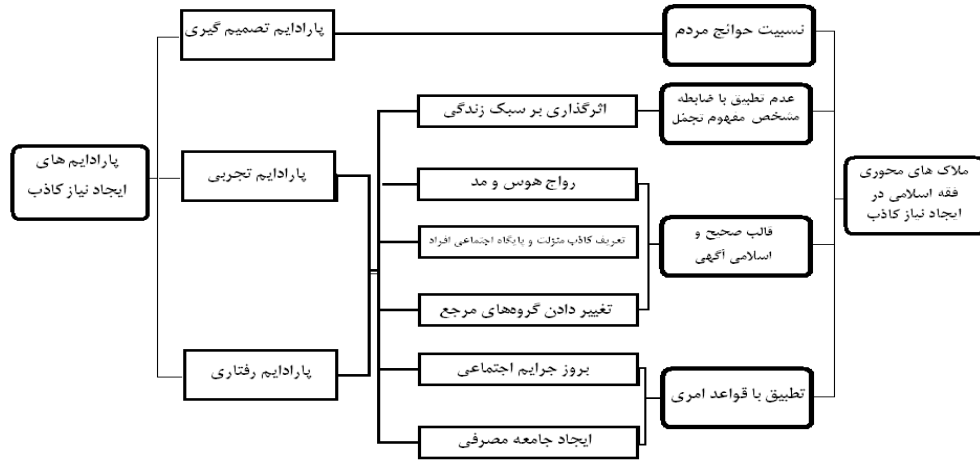 ملاک های محوری
فقه اسلامی در
ایجاد نیاز کاذب
نسبیت حوائج مردم
عدم تطبیق با ضابطه
مشخص مفهوم تجمّل
قالب صحیح و
اسلامی آگهی
تطبیق با قواعد امری
اثرگذاری بر سبک زندگی
رواج هوس و مد
تعریف کاذب منزلت و پایگاه اجتماعی افراد
تغییر دادن گروه‌های مرجع
بروز جرایم اجتماعی
ایجاد جامعه مصرفی
پارادایم تصمیم گیری
پارادایم تجربی
پارادایم رفتاری
پارادایم های
ایجاد نیاز کاذب